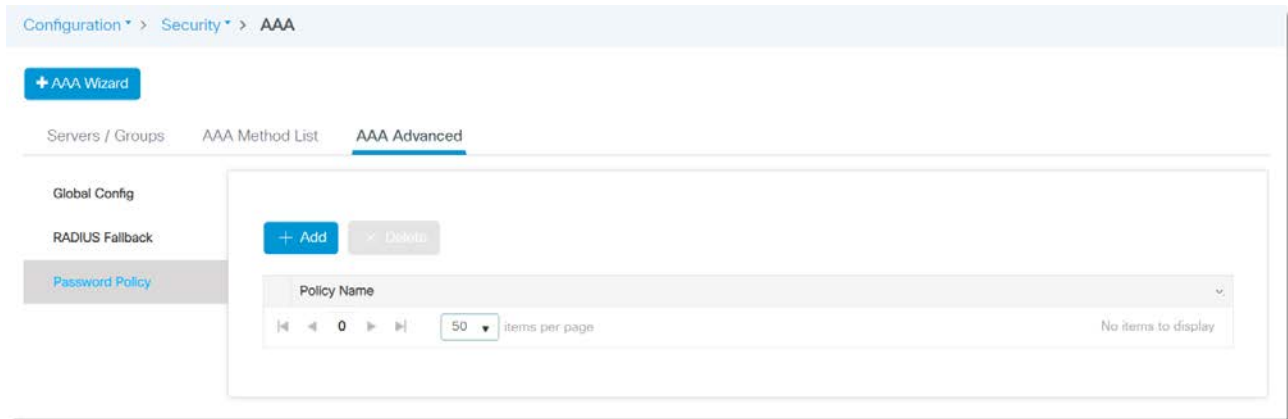 Configuration > Security > AAA
+ AAA Wizard
Servers / Groups AAA Method List AAA Advanced
Global Config
RADIUS Fallback
Password Policy
+ Add × Delete
Policy Name
0 50 items per page No items to display